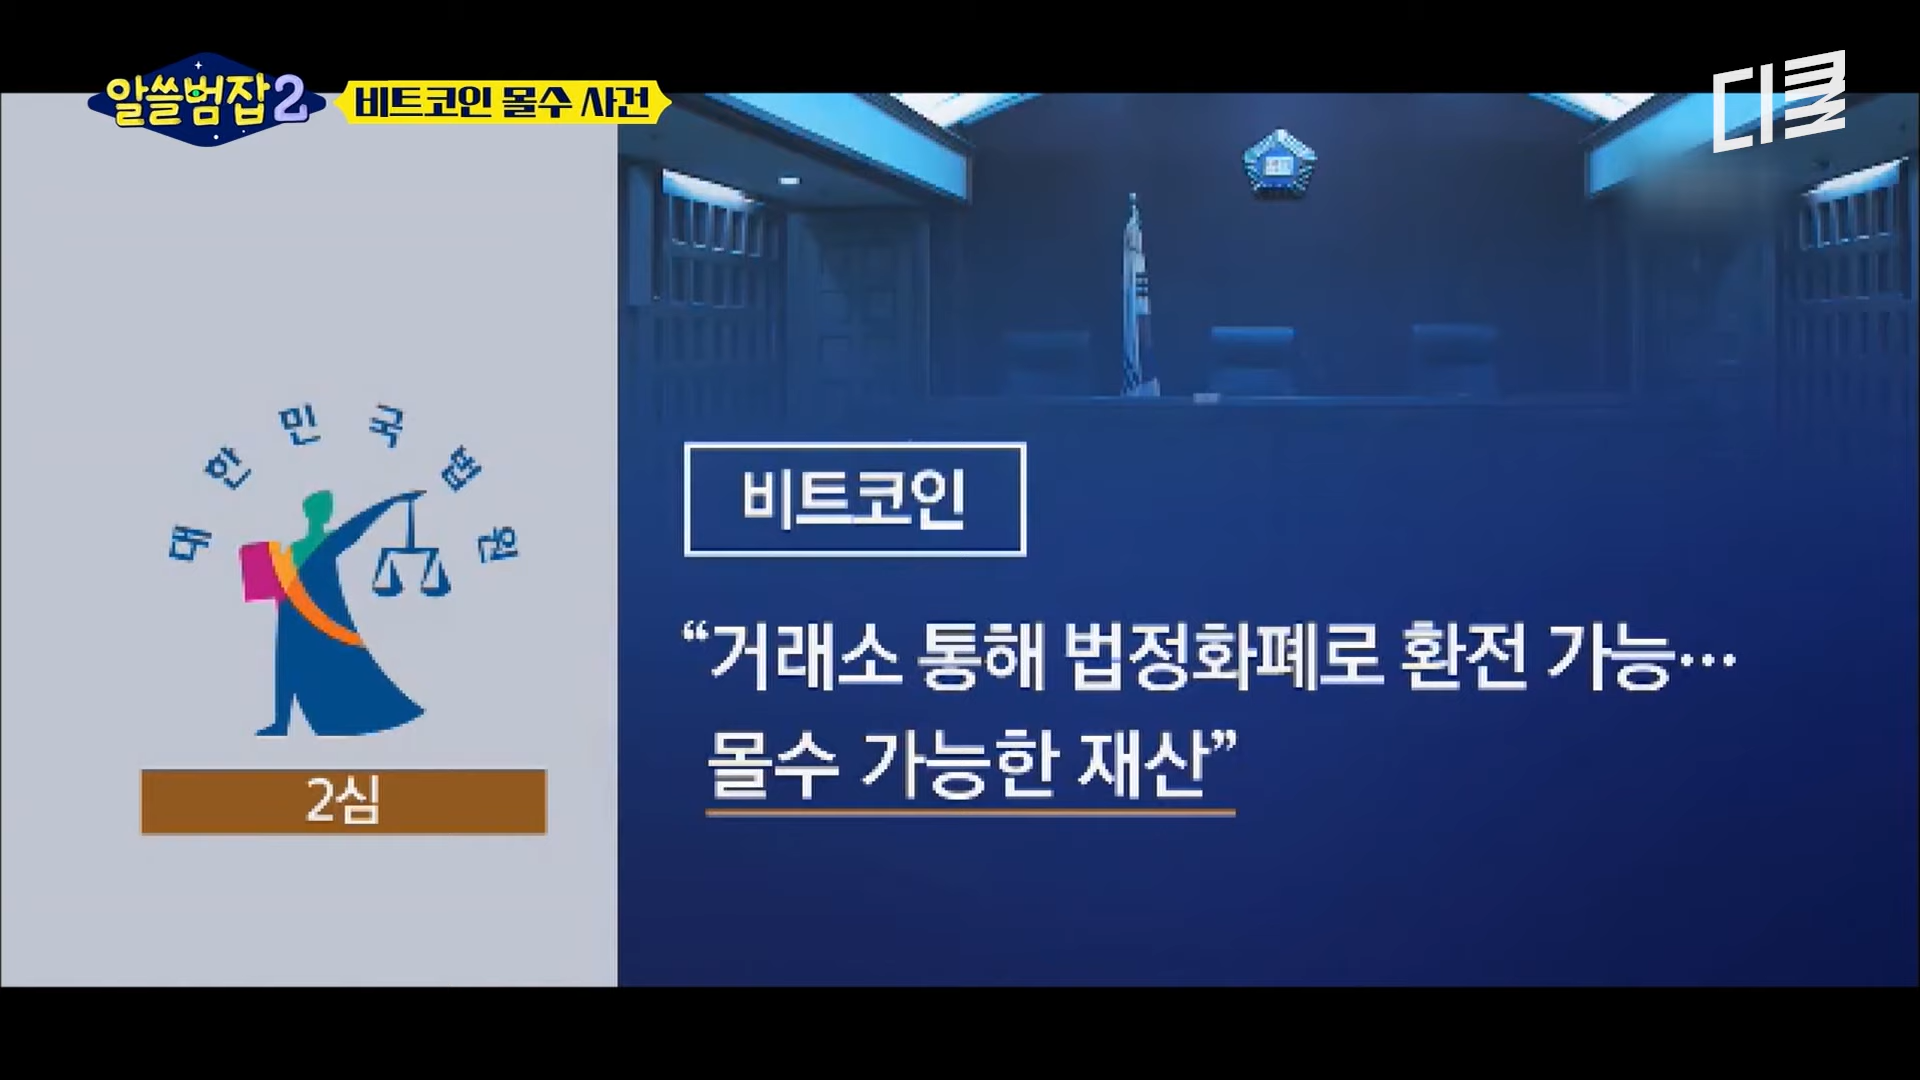 알쓸범잡2
비트코인 몰수 사건
디클
대한민국법원
2심
비트코인
“거래소 통해 법정화폐로 환전 가능…
몰수 가능한 재산”